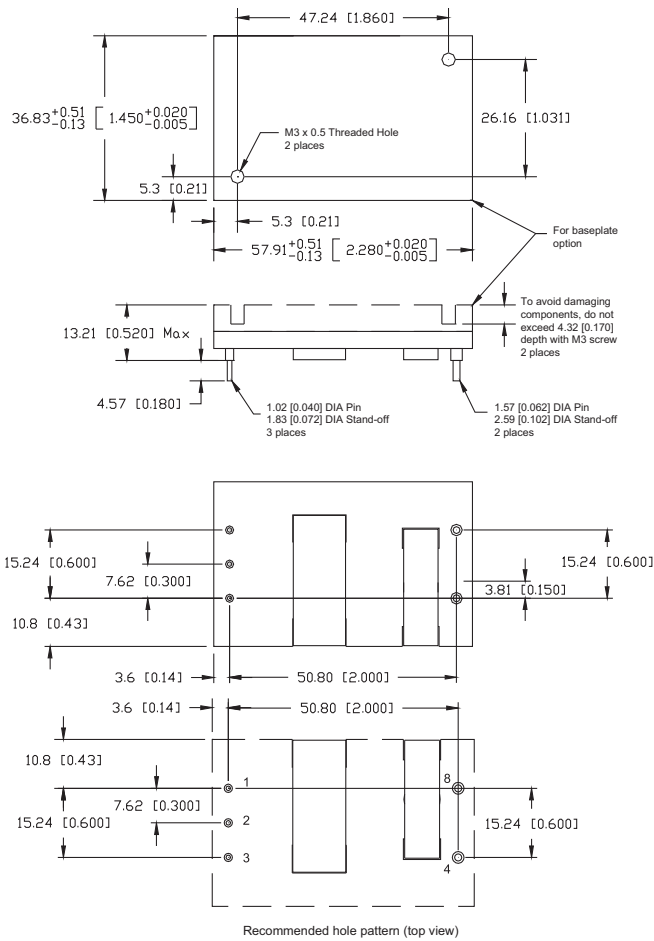 47.24 [1.860]
36.83+0.51-0.13 [1.450+0.020-0.005]
26.16 [1.031]
M3 x 0.5 Threaded Hole
2 places
5.3 [0.21]
5.3 [0.21]
57.91+0.51-0.13 [2.280+0.020-0.005]
For baseplate
option
13.21 [0.520] Max
To avoid damaging
components, do not
exceed 4.32 [0.170]
depth with M3 screw
2 places
4.57 [0.180]
1.02 [0.040] DIA Pin
1.83 [0.072] DIA Stand-off
3 places
1.57 [0.062] DIA Pin
2.59 [0.102] DIA Stand-off
2 places
15.24 [0.600]
15.24 [0.600]
7.62 [0.300]
3.81 [0.150]
10.8 [0.43]
3.6 [0.14]
50.80 [2.000]
3.6 [0.14]
50.80 [2.000]
10.8 [0.43]
1
8
7.62 [0.300]
15.24 [0.600]
2
15.24 [0.600]
3
4
Recommended hole pattern (top view)